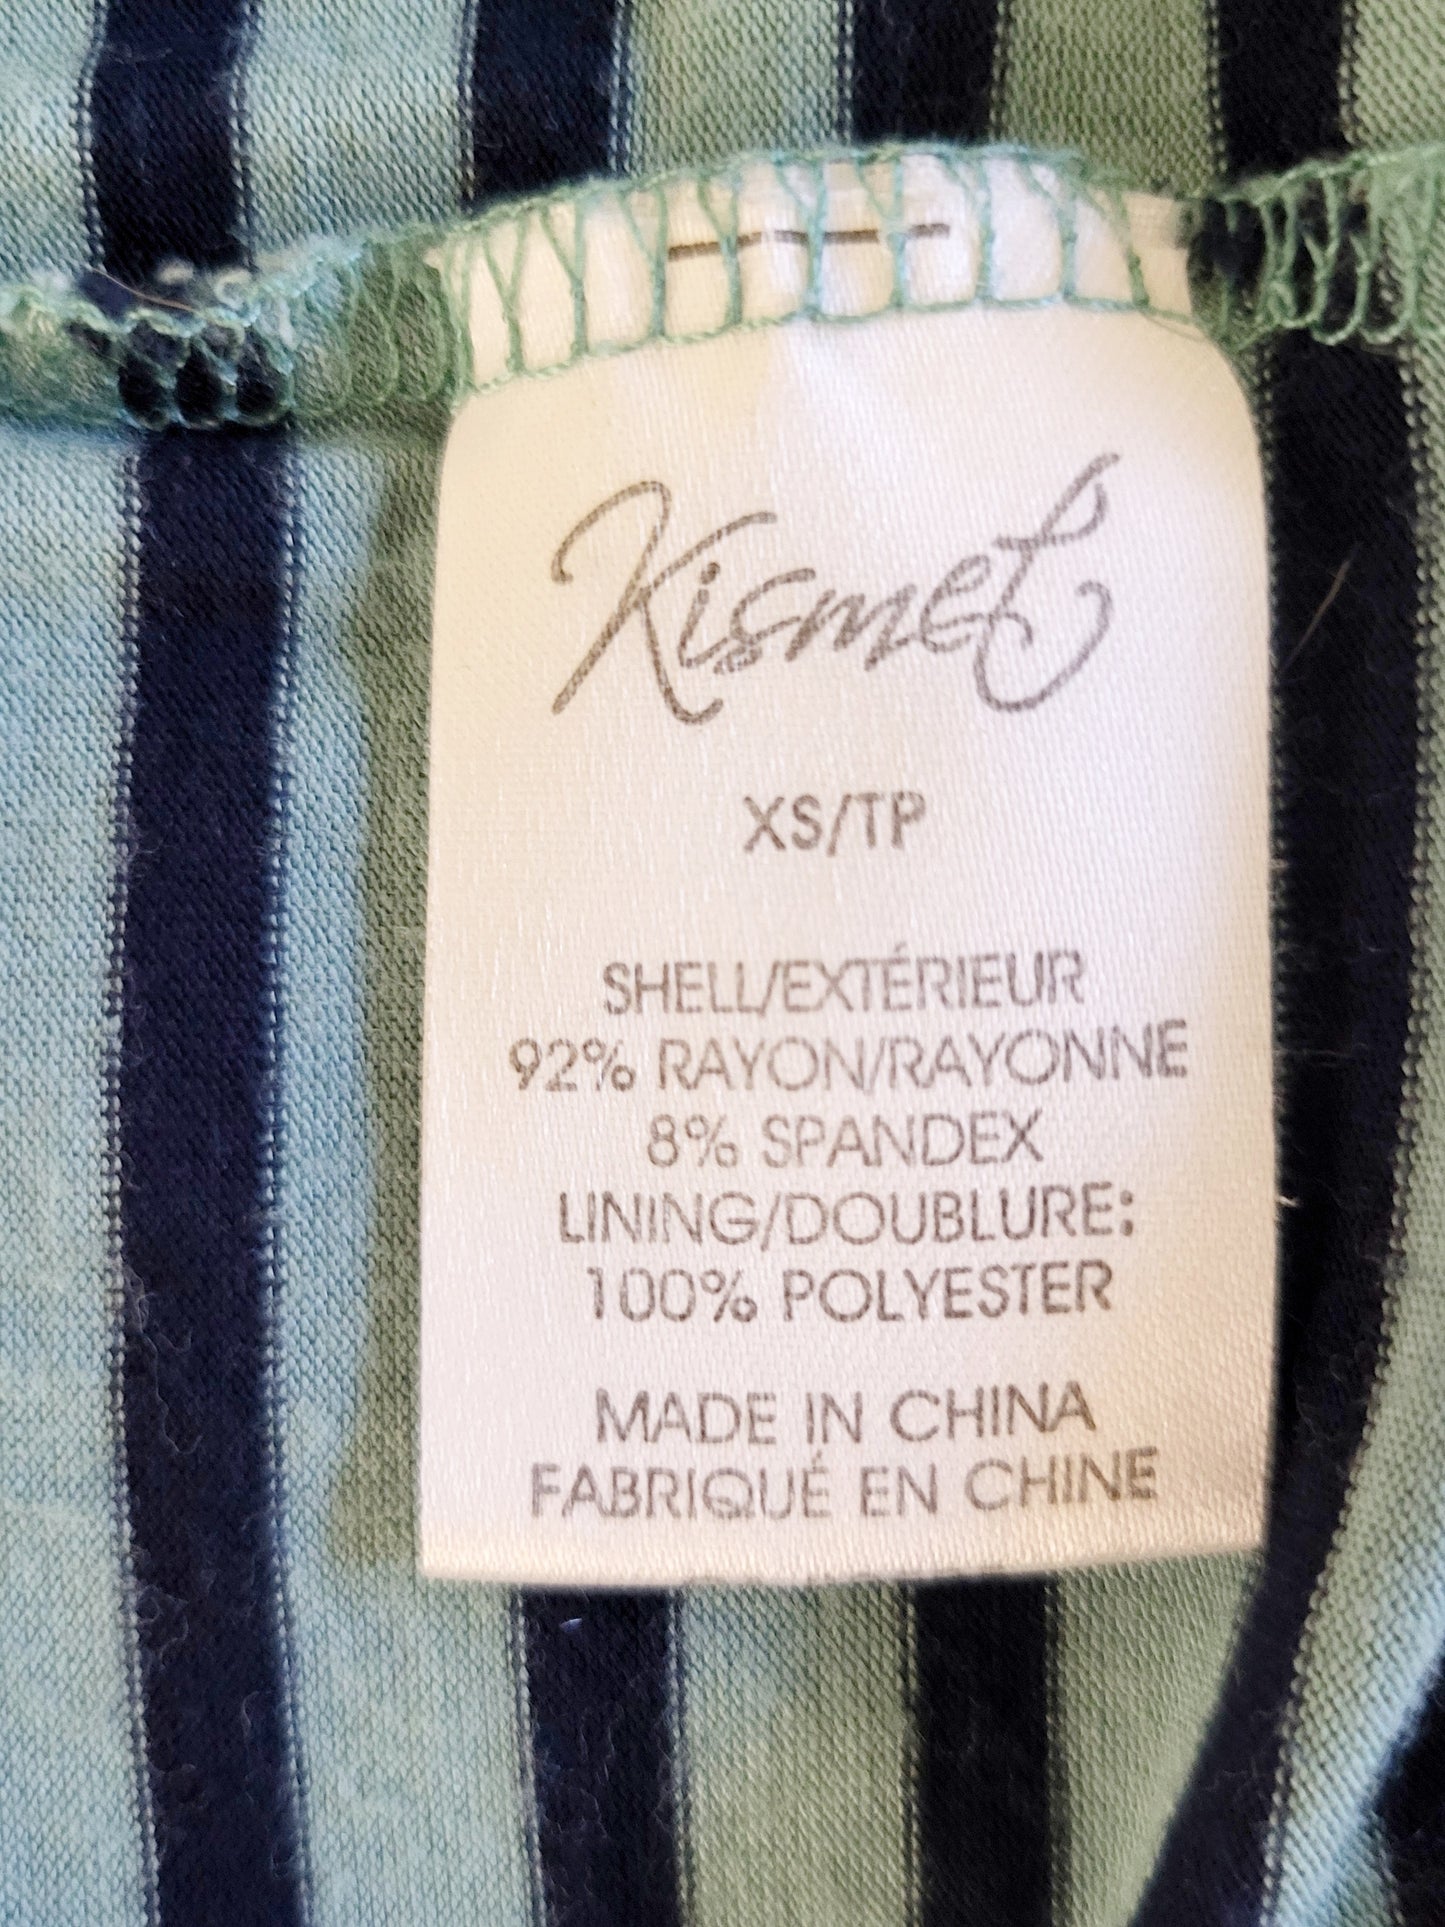 Kismet
XS/TP
SHELL/EXTÉRIEUR
92% RAYON/RAYONNE
8% SPANDEX
LINING/DOUBLURE:
100% POLYESTER
MADE IN CHINA
FABRIQUÉ EN CHINE